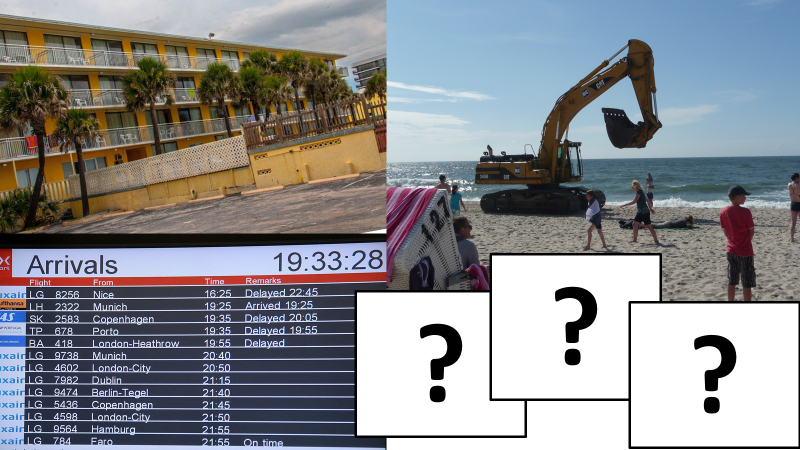 127
Arrivals 19:33:28
Flight From Time Remarks
LG 8256 Nice 16:25 Delayed 22:45
LH 2322 Munich 19:25 Arrived 19:25
SK 2583 Copenhagen 19:35 Delayed 20:05
TP 678 Porto 19:35 Delayed 19:55
BA 418 London-Heathrow 19:55 Delayed
LG 9738 Munich 20:40
LG 4602 London-City 20:50
LG 7982 Dublin 21:15
LG 9474 Berlin-Tegel 21:40
LG 5436 Copenhagen 21:45
LG 4598 London-City 21:50
LG 9564 Hamburg 21:55
LG 784 Faro 21:55 On time
?
?
?